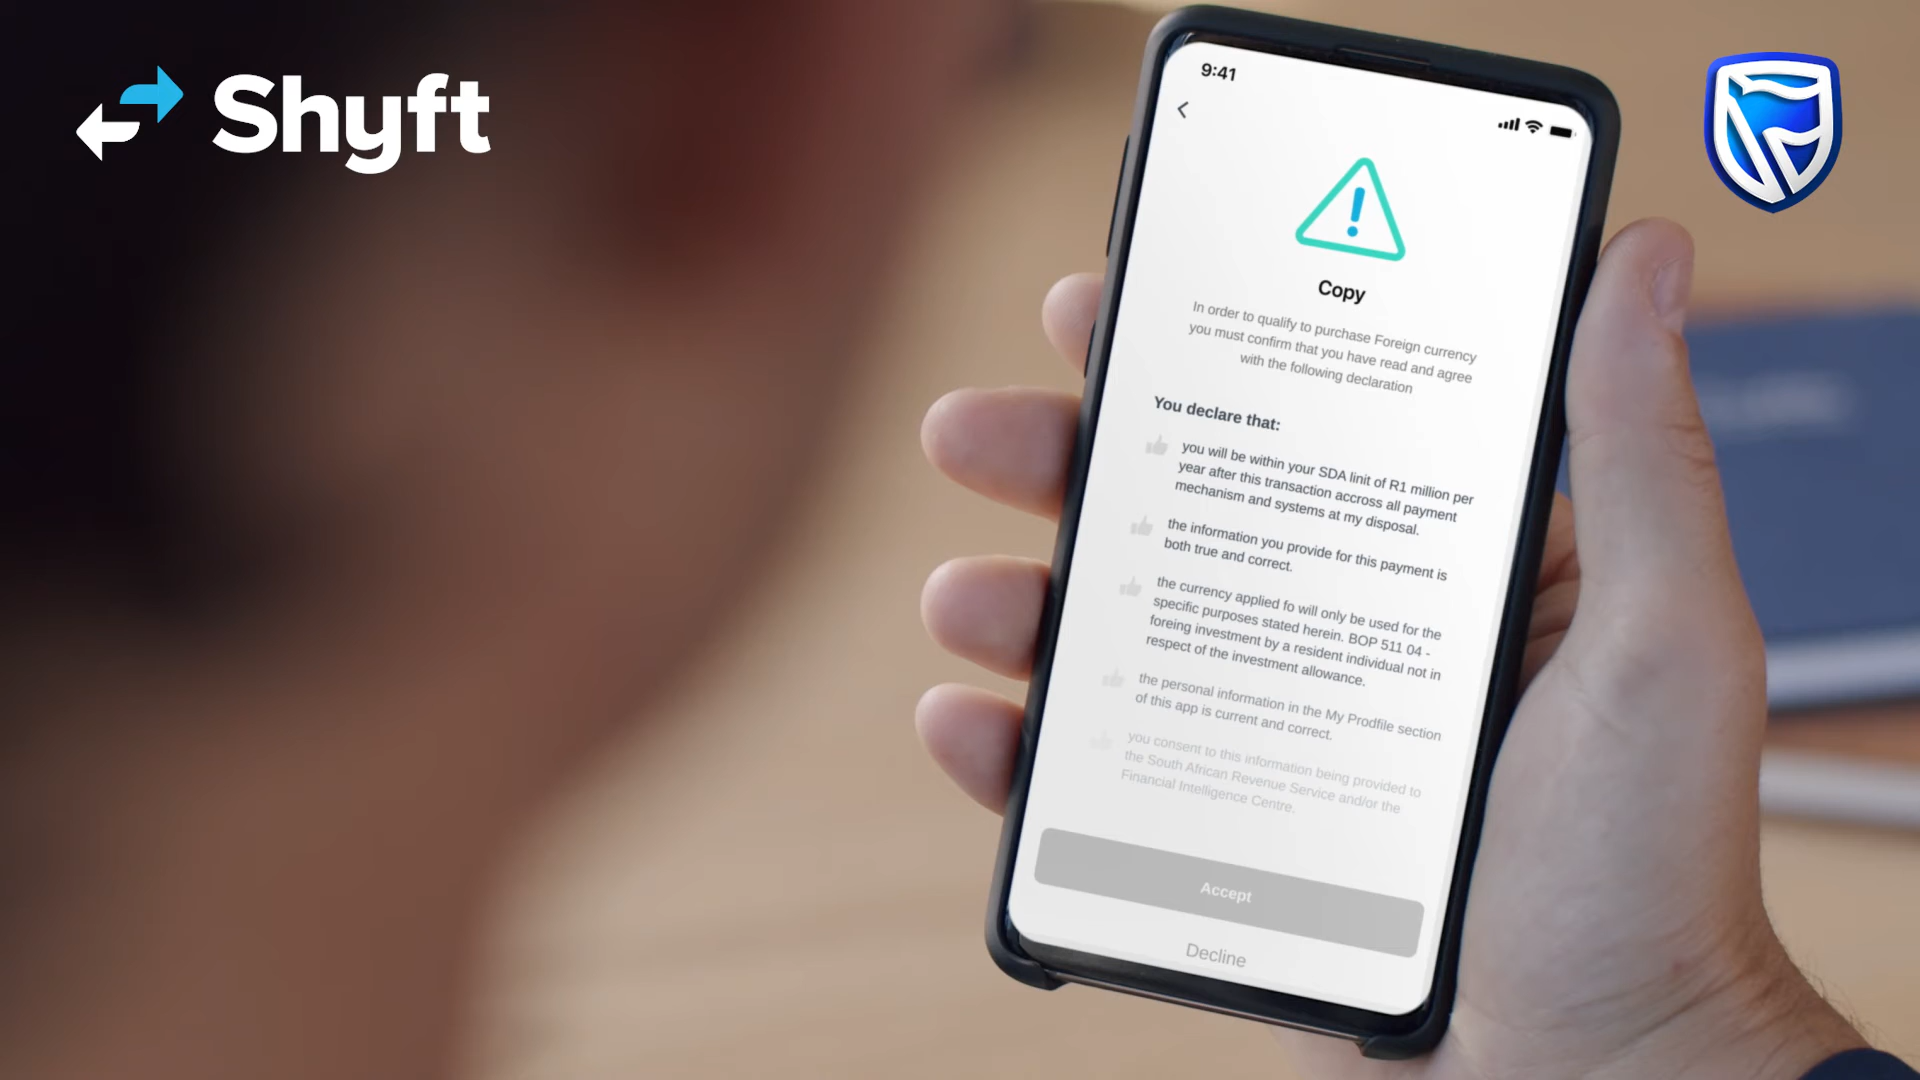 Shyft
9:41
Copy
In order to qualify to purchase Foreign currency
you must confirm that you have read and agree
with the following declaration
You declare that:
you will be within your SDA linit of R1 million per
year after this transaction accross all payment
mechanism and systems at my disposal.
the information you provide for this payment is
both true and correct.
the currency applied fo will only be used for the
specific purposes stated herein. BOP 511 04 -
foreing investment by a resident individual not in
respect of the investment allowance.
the personal information in the My Prodfile section
of this app is current and correct.
you consent to this information being provided to
the South African Revenue Service and/or the
Financial Intelligence Centre.
Accept
Decline